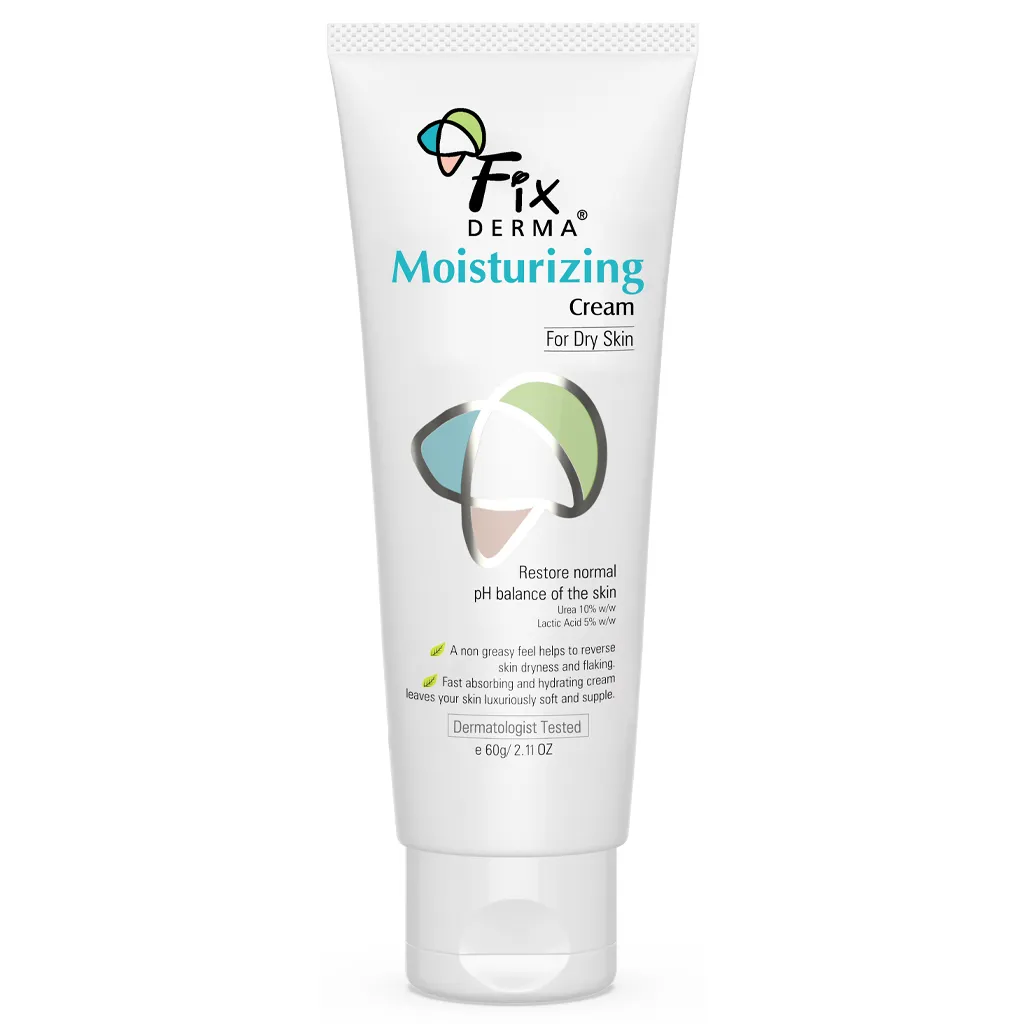 Fix
DERMA®
Moisturizing
Cream
For Dry Skin
Restore normal
pH balance of the skin
Urea 10% w/w
Lactic Acid 5% w/w
A non greasy feel helps to reverse
skin dryness and flaking.
Fast absorbing and hydrating cream
leaves your skin luxuriously soft and supple.
Dermatologist Tested
e 60g/ 2.11 OZ